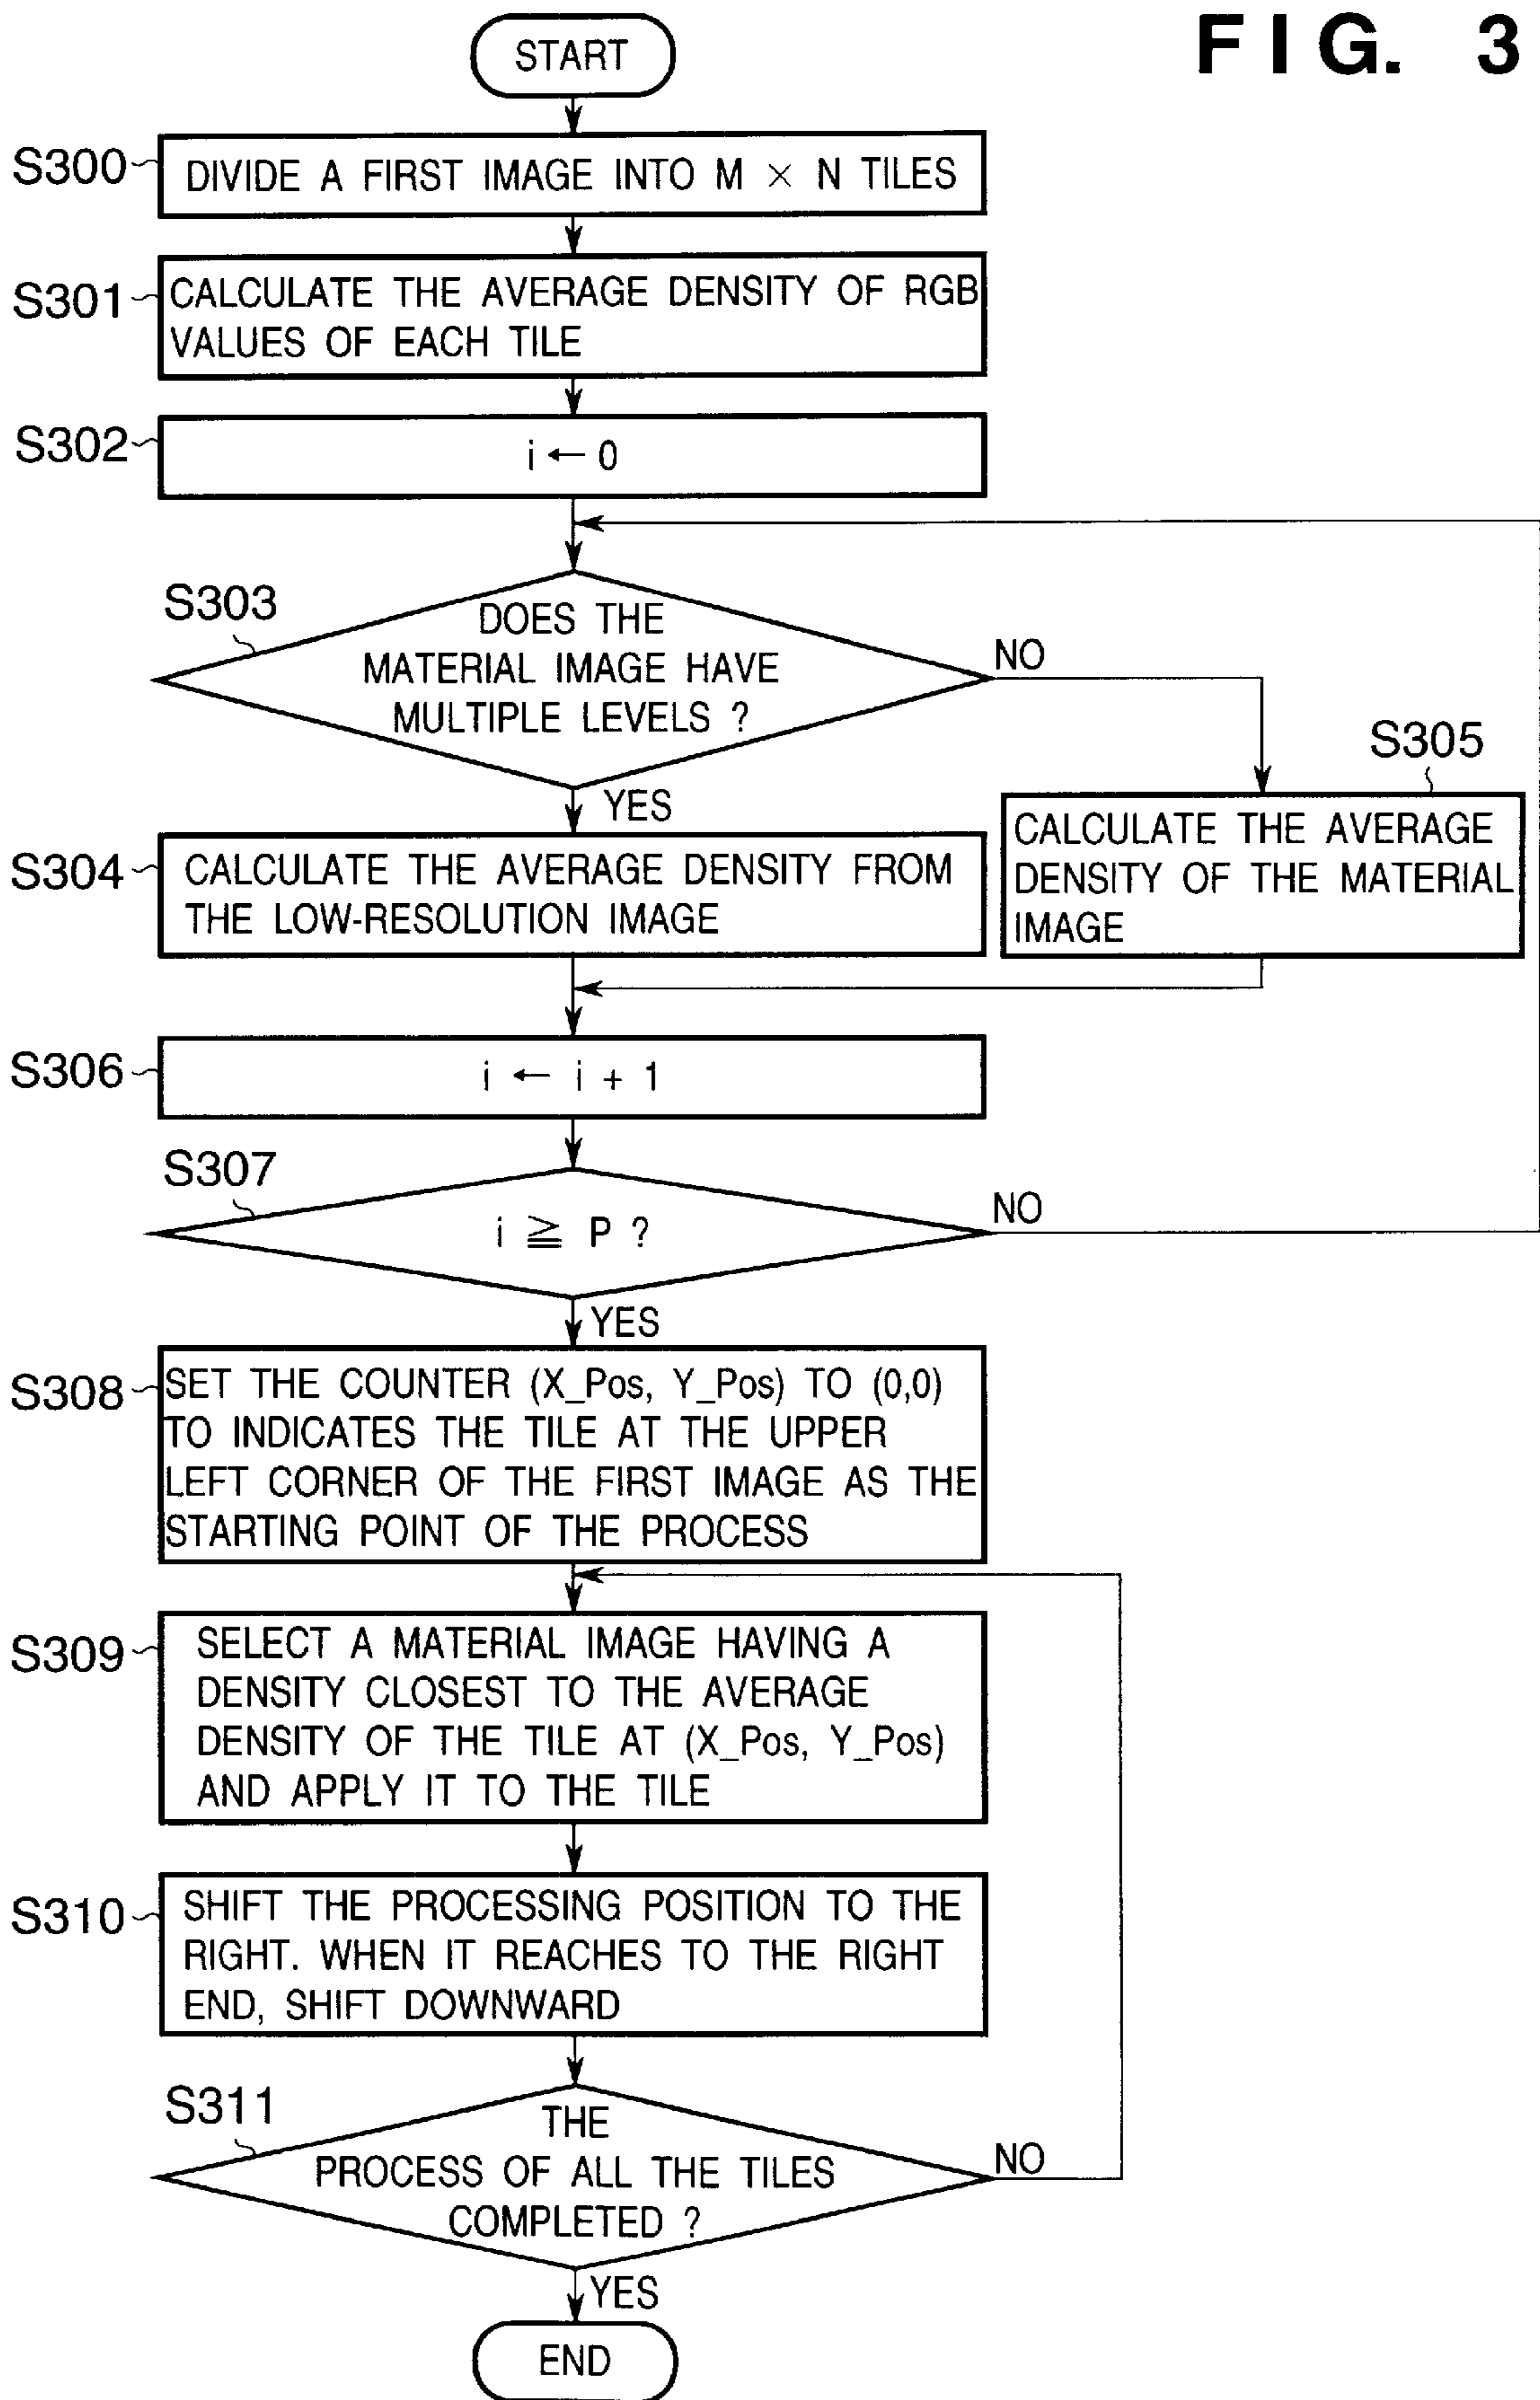 FIG. 3
START
S300
DIVIDE A FIRST IMAGE INTO M × N TILES
S301
CALCULATE THE AVERAGE DENSITY OF RGB
VALUES OF EACH TILE
S302
i ← 0
S303
DOES THE
MATERIAL IMAGE HAVE
MULTIPLE LEVELS ?
NO
YES
S305
CALCULATE THE AVERAGE
DENSITY OF THE MATERIAL
IMAGE
S304
CALCULATE THE AVERAGE DENSITY FROM
THE LOW-RESOLUTION IMAGE
S306
i ← i + 1
S307
i ≧ P ?
NO
YES
S308
SET THE COUNTER (X_Pos, Y_Pos) TO (0,0)
TO INDICATES THE TILE AT THE UPPER
LEFT CORNER OF THE FIRST IMAGE AS THE
STARTING POINT OF THE PROCESS
S309
SELECT A MATERIAL IMAGE HAVING A
DENSITY CLOSEST TO THE AVERAGE
DENSITY OF THE TILE AT (X_Pos, Y_Pos)
AND APPLY IT TO THE TILE
S310
SHIFT THE PROCESSING POSITION TO THE
RIGHT. WHEN IT REACHES TO THE RIGHT
END, SHIFT DOWNWARD
S311
THE
PROCESS OF ALL THE TILES
COMPLETED ?
NO
YES
END